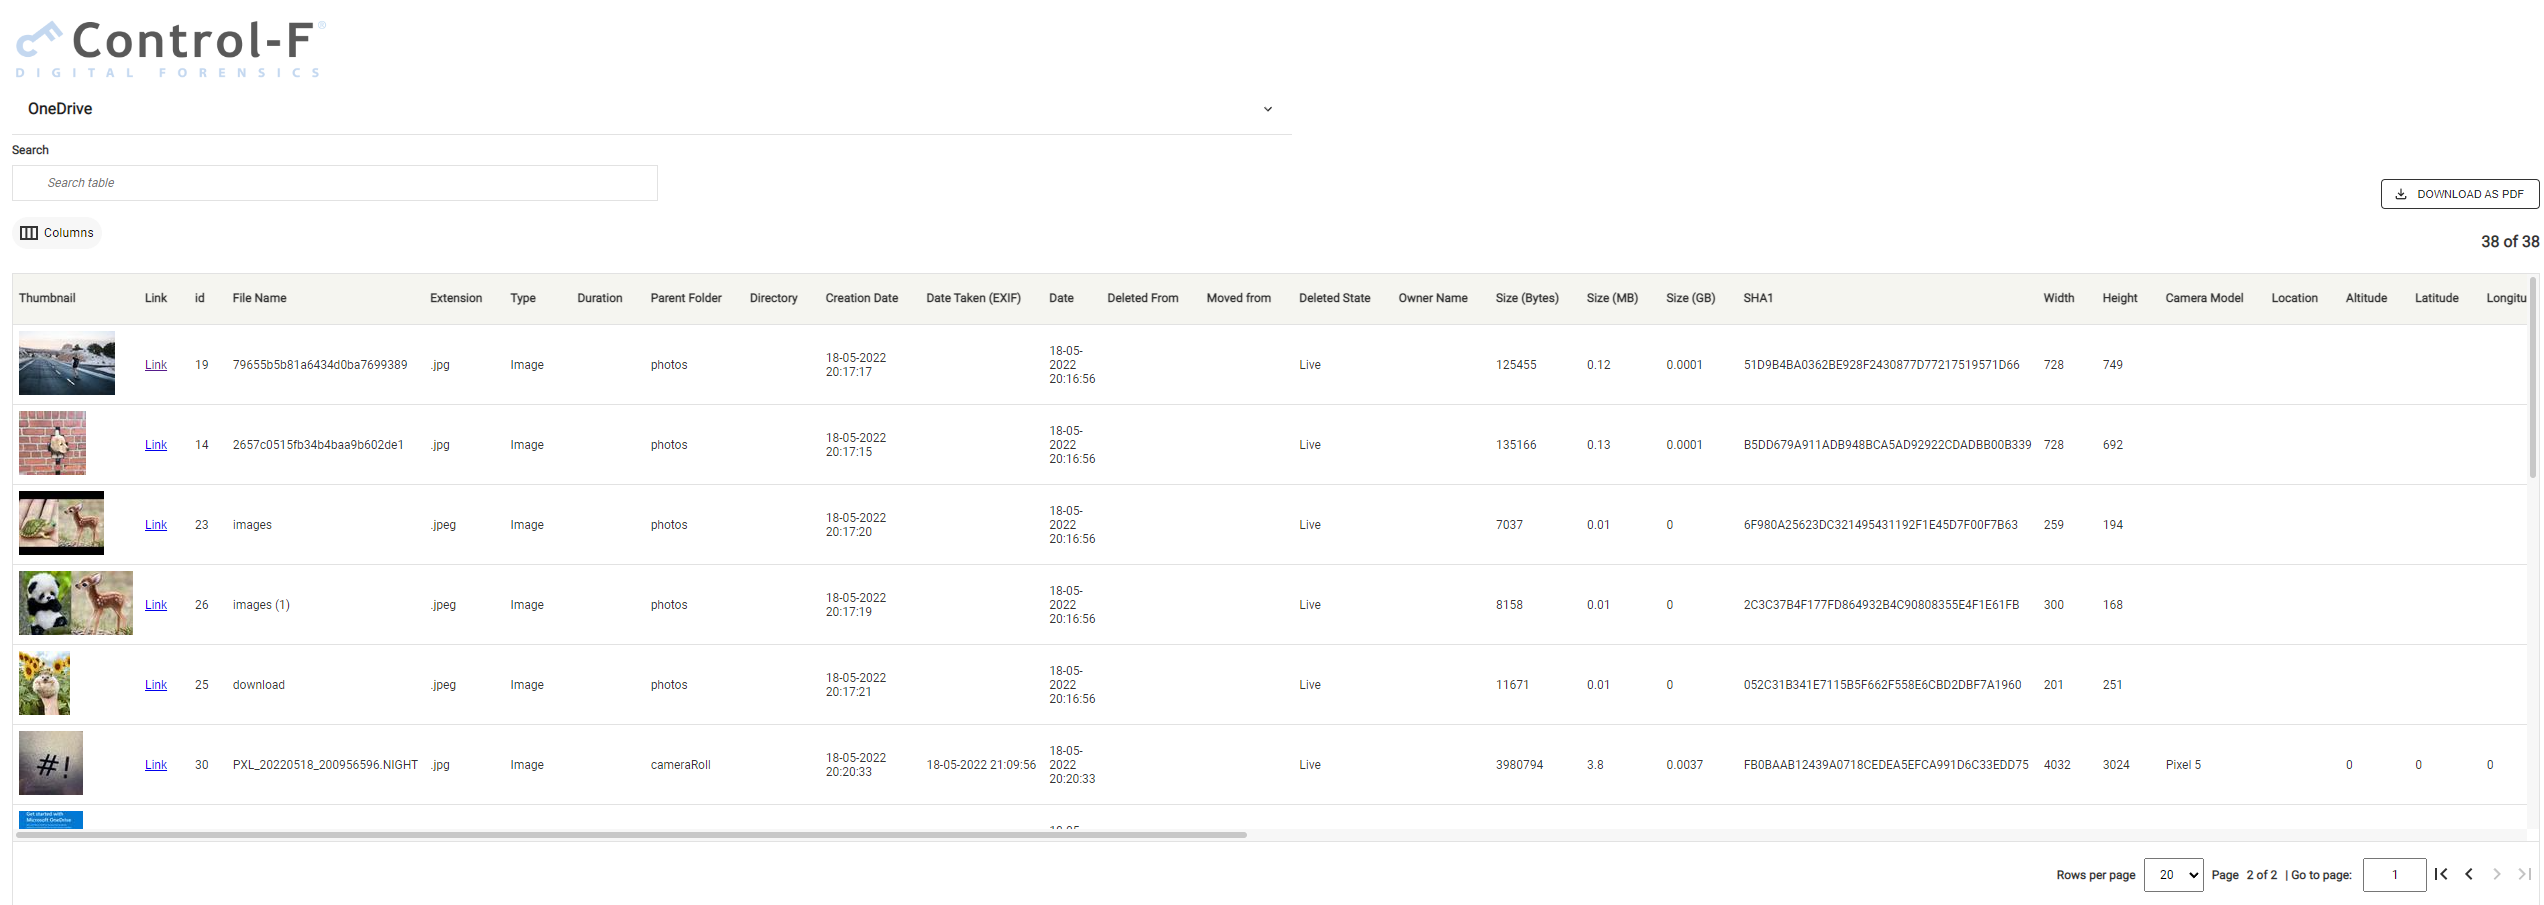 Control-F®
DIGITAL FORENSICS
OneDrive
Search
Search table
DOWNLOAD AS PDF
Columns
38 of 38
Thumbnail Link id File Name Extension Type Duration Parent Folder Directory Creation Date Date Taken (EXIF) Date Deleted From Moved from Deleted State Owner Name Size (Bytes) Size (MB) Size (GB) SHA1 Width Height Camera Model Location Altitude Latitude Longitu
Link 19 79655b5b81a6434d0ba7699389 .jpg Image photos 18-05-2022 20:17:17 18-05-2022 20:16:56 Live 125455 0.12 0.0001 51D9B4BA0362BE928F2430877D77217519571D66 728 749
Link 14 2657c0515fb34b4baa9b602de1 .jpg Image photos 18-05-2022 20:17:15 18-05-2022 20:16:56 Live 135166 0.13 0.0001 B5DD679A911ADB948BCA5AD92922CDADBB00B339 728 692
Link 23 images .jpeg Image photos 18-05-2022 20:17:20 18-05-2022 20:16:56 Live 7037 0.01 0 6F980A25623DC321495431192F1E45D7F00F7B63 259 194
Link 26 images (1) .jpeg Image photos 18-05-2022 20:17:19 18-05-2022 20:16:56 Live 8158 0.01 0 2C3C37B4F177FD864932B4C90808355E4F1E61FB 300 168
Link 25 download .jpeg Image photos 18-05-2022 20:17:21 18-05-2022 20:16:56 Live 11671 0.01 0 052C31B341E7115B5F662F558E6CBD2DBF7A1960 201 251
#!
Link 30 PXL_20220518_200956596.NIGHT .jpg Image cameraRoll 18-05-2022 20:20:33 18-05-2022 21:09:56 18-05-2022 20:20:33 Live 3980794 3.8 0.0037 FB0BAAB12439A0718CEDEA5EFCA991D6C33EDD75 4032 3024 Pixel 5 0 0 0
Get started with
Microsoft OneDrive
Rows per page 20 Page 2 of 2 | Go to page: 1